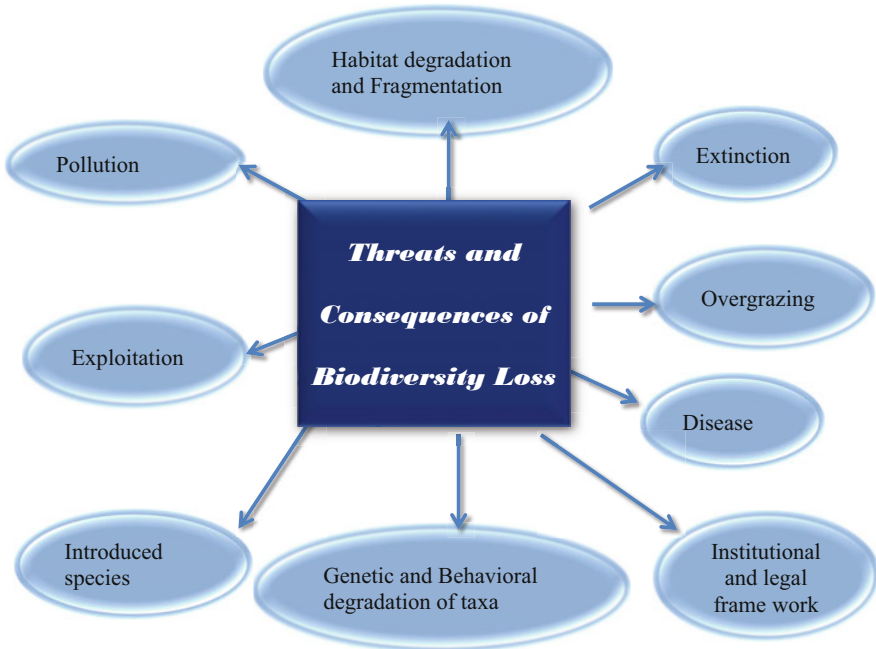 Habitat degradation
and Fragmentation
Pollution
Extinction
Threats and
Consequences of
Biodiversity Loss
Overgrazing
Exploitation
Disease
Introduced
species
Genetic and Behavioral
degradation of taxa
Institutional
and legal
frame work